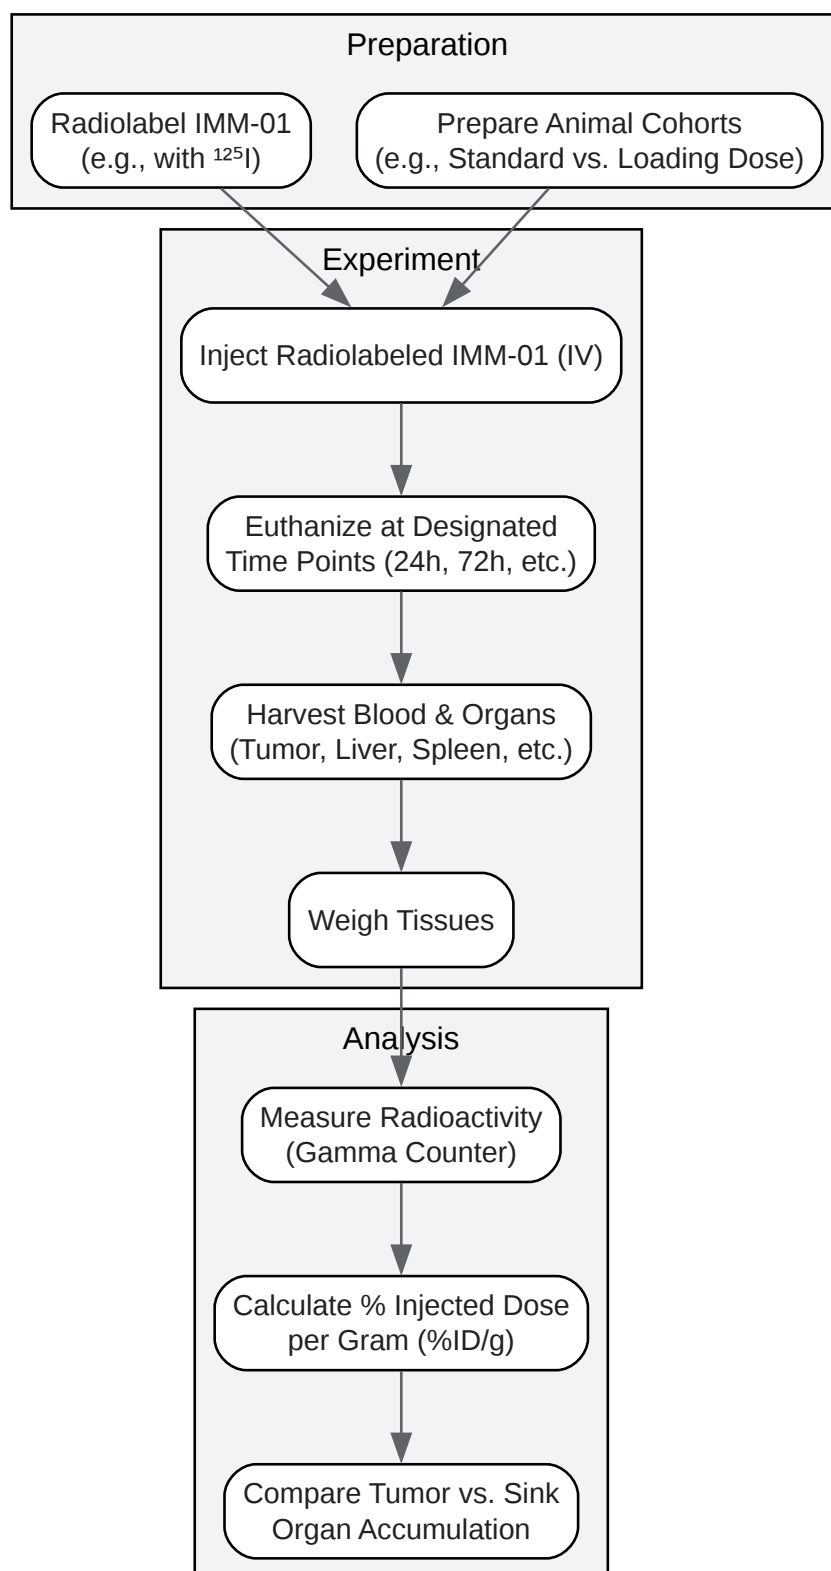 Preparation
Radiolabel IMM-01
(e.g., with ¹²⁵I)
Prepare Animal Cohorts
(e.g., Standard vs. Loading Dose)
Experiment
Inject Radiolabeled IMM-01 (IV)
Euthanize at Designated
Time Points (24h, 72h, etc.)
Harvest Blood & Organs
(Tumor, Liver, Spleen, etc.)
Weigh Tissues
Analysis
Measure Radioactivity
(Gamma Counter)
Calculate % Injected Dose
per Gram (%ID/g)
Compare Tumor vs. Sink
Organ Accumulation